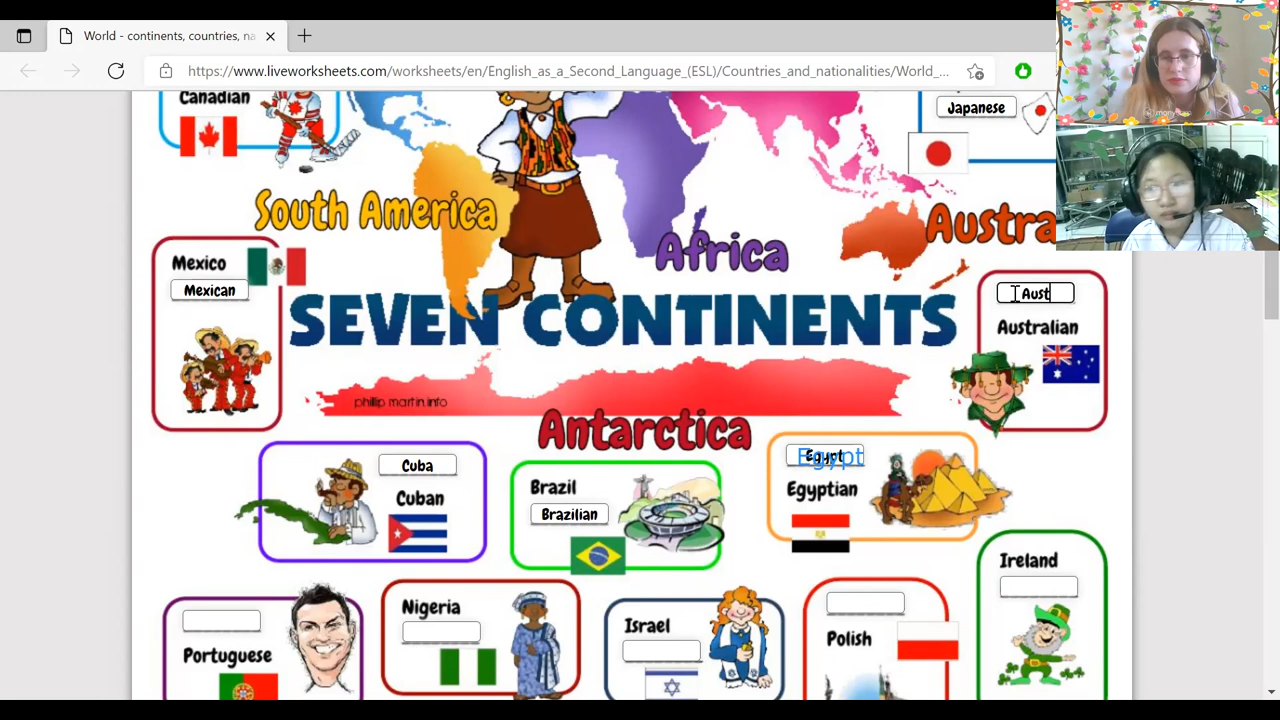 World - continents, countries, na
https://www.liveworksheets.com/worksheets/en/English_as_a_Second_Language_(ESL)/Countries_and_nationalities/World_...
many
Canadian
Japanese
South America
Africa
Austra
Mexico
Mexican
Aust
Australian
SEVEN CONTINENTS
phillip martin.info
Antarctica
Cuba
Cuban
Brazil
Brazilian
Egypt
Egypt
Egyptian
Ireland
Portuguese
Nigeria
Israel
Polish